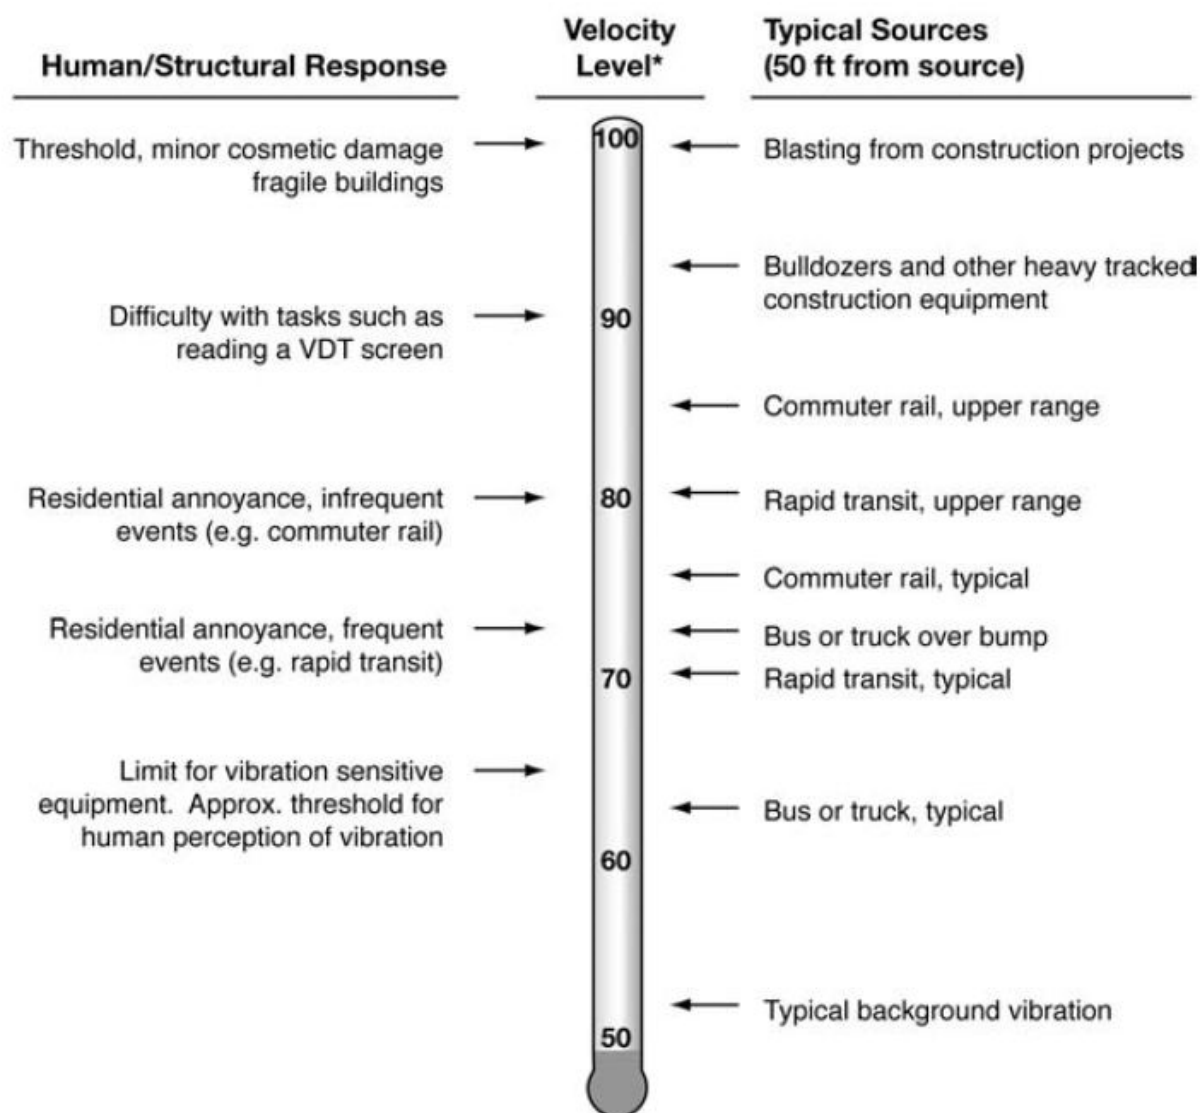 Human/Structural Response
Velocity
Level*
Typical Sources
(50 ft from source)
Threshold, minor cosmetic damage
fragile buildings
100
Blasting from construction projects
Bulldozers and other heavy tracked
construction equipment
Difficulty with tasks such as
reading a VDT screen
90
Commuter rail, upper range
Residential annoyance, infrequent
events (e.g. commuter rail)
80
Rapid transit, upper range
Commuter rail, typical
Residential annoyance, frequent
events (e.g. rapid transit)
Bus or truck over bump
70
Rapid transit, typical
Limit for vibration sensitive
equipment. Approx. threshold for
human perception of vibration
Bus or truck, typical
60
Typical background vibration
50